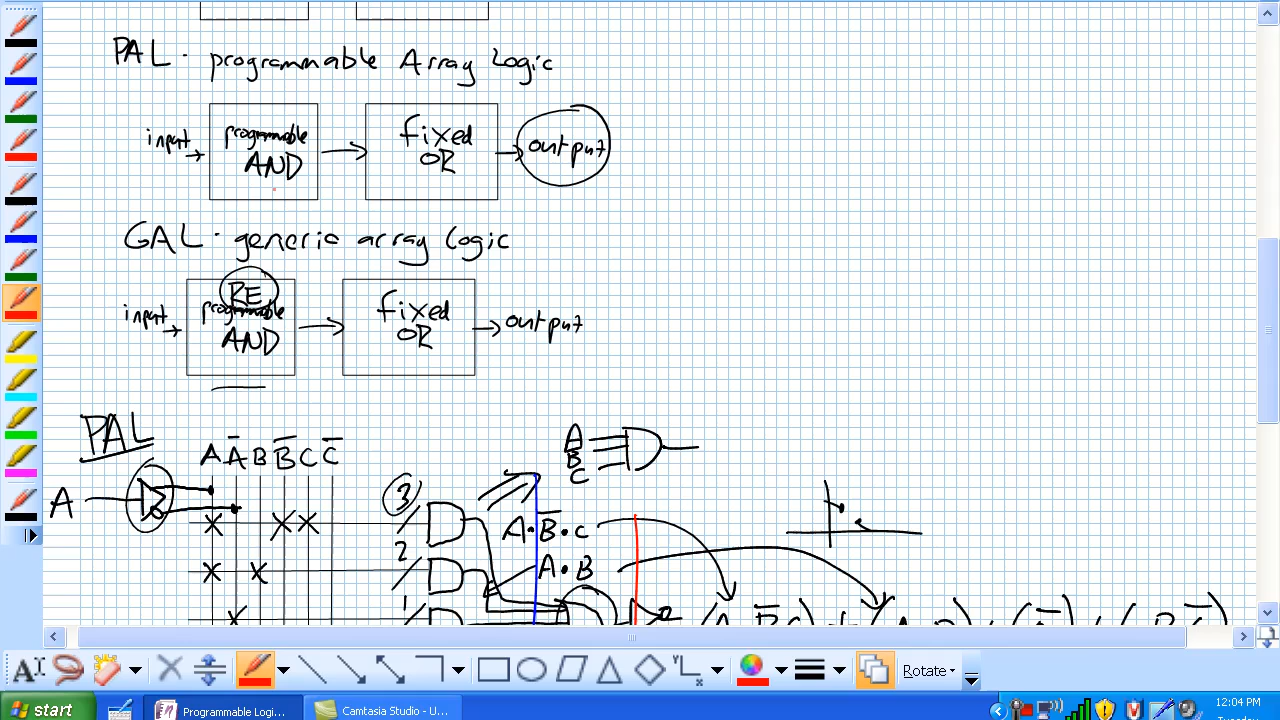 PAL - programmable Array Logic
input
programmable
AND
fixed
OR
output
GAL - generic array logic
input
RE
programmable
AND
fixed
OR
output
PAL
A A̅ B B̅ C C̅
A
B
C
A
3
A·B̅·C
2
A·B
1
Rotate
start
Programmable Logi...
Camtasia Studio - U...
12:04 PM
Tuesday